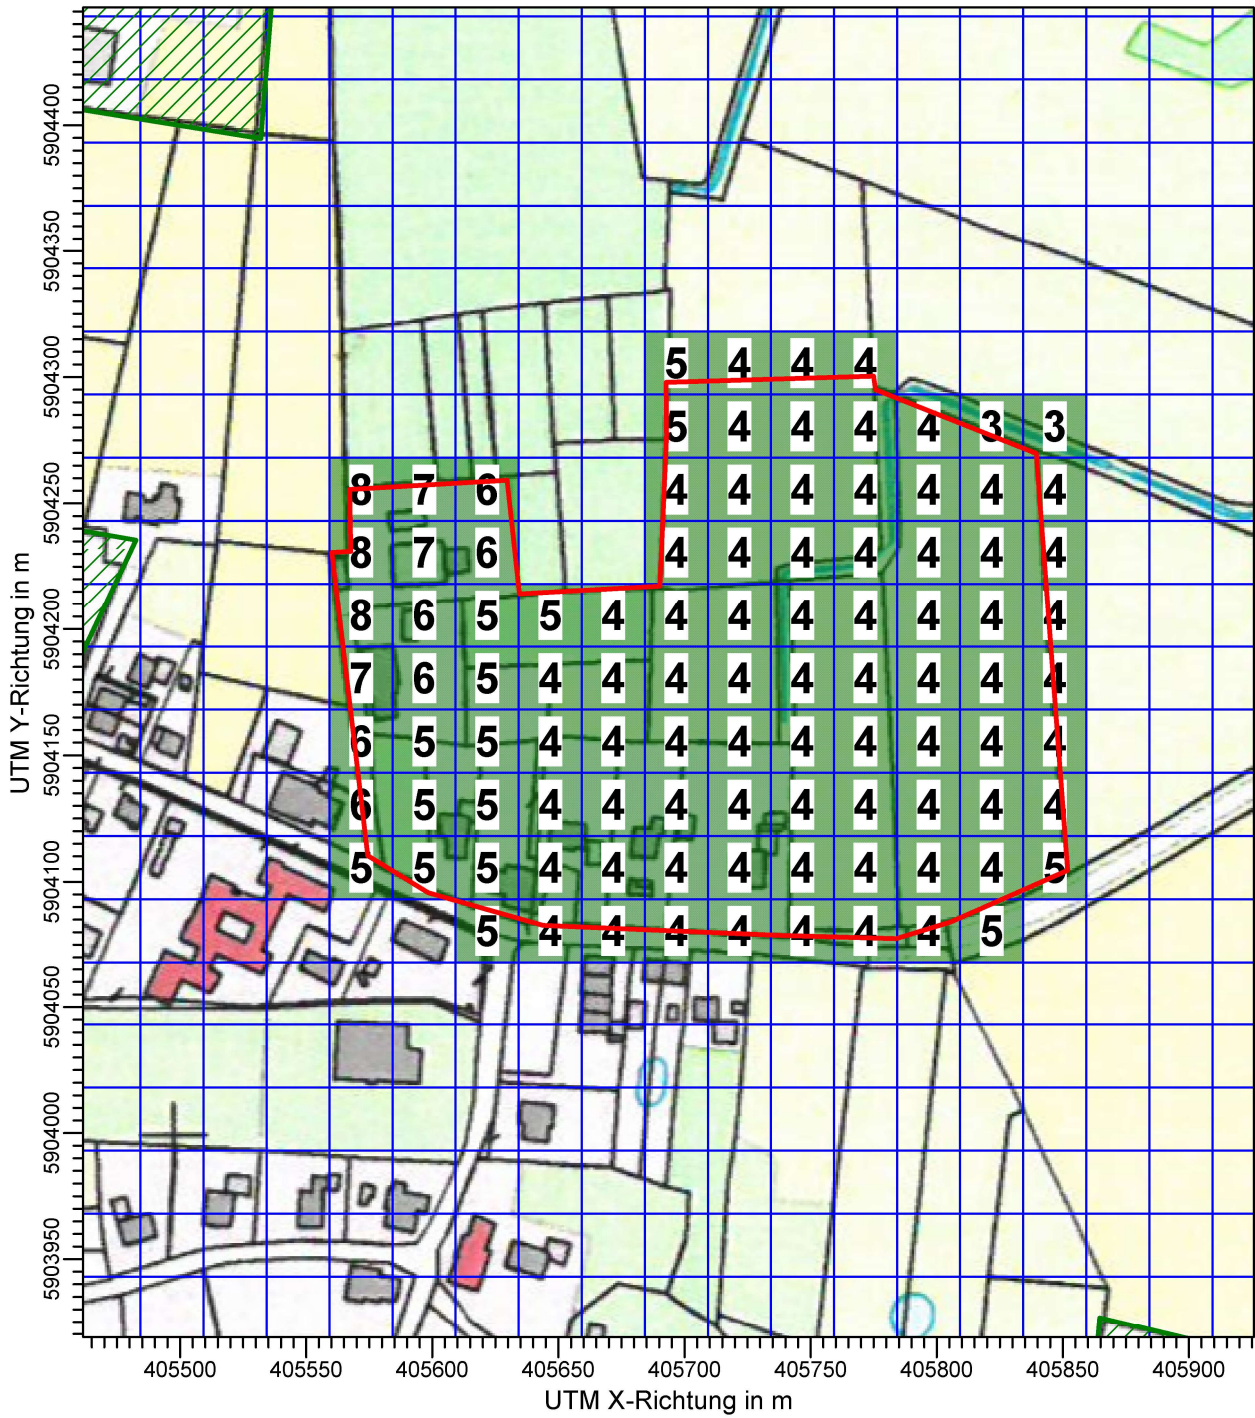 5904400
5904350
5904300
5904250
5904200
5904150
5904100
5904050
5904000
5903950
UTM Y-Richtung in m
5 4 4 4
5 4 4 4 4 3 3
8 7 6 4 4 4 4 4 4 4
8 7 6 4 4 4 4 4 4 4
8 6 5 5 4 4 4 4 4 4 4 4
7 6 5 4 4 4 4 4 4 4 4 4
6 5 5 4 4 4 4 4 4 4 4 4
6 5 5 4 4 4 4 4 4 4 4 4
5 5 5 4 4 4 4 4 4 4 4 5
5 4 4 4 4 4 4 4 5
405500 405550 405600 405650 405700 405750 405800 405850 405900
UTM X-Richtung in m